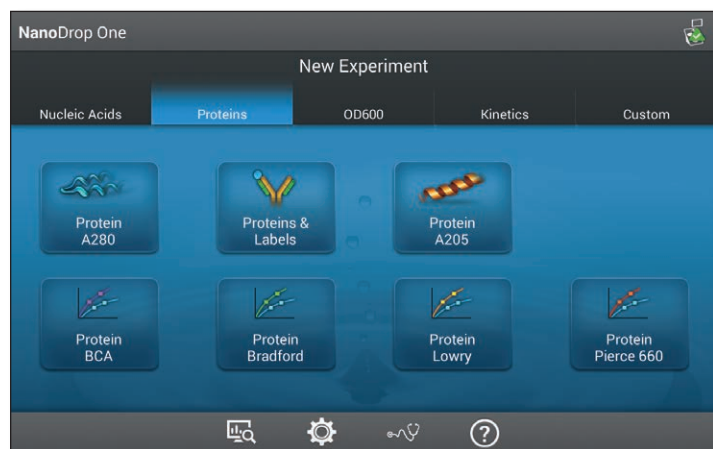 NanoDrop One
New Experiment
Nucleic Acids
Proteins
OD600
Kinetics
Custom
Protein
A280
Proteins &
Labels
Protein
A205
Protein
BCA
Protein
Bradford
Protein
Lowry
Protein
Pierce 660
?